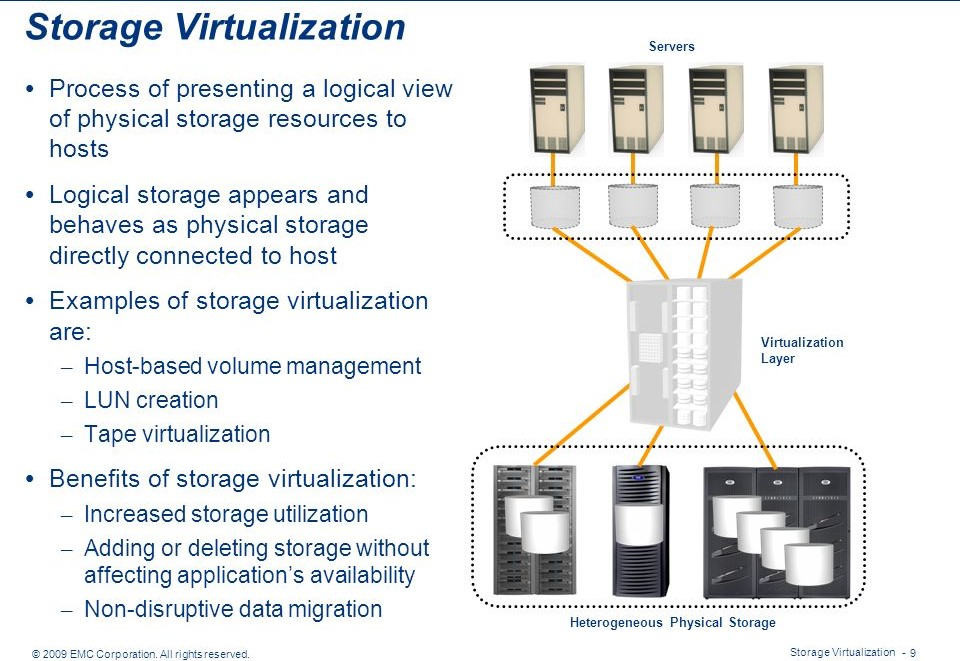 Storage Virtualization
• Process of presenting a logical view
of physical storage resources to
hosts
• Logical storage appears and
behaves as physical storage
directly connected to host
• Examples of storage virtualization
are:
– Host-based volume management
– LUN creation
– Tape virtualization
• Benefits of storage virtualization:
– Increased storage utilization
– Adding or deleting storage without
affecting application’s availability
– Non-disruptive data migration
Servers
Virtualization
Layer
Heterogeneous Physical Storage
© 2009 EMC Corporation. All rights reserved.
Storage Virtualization - 9